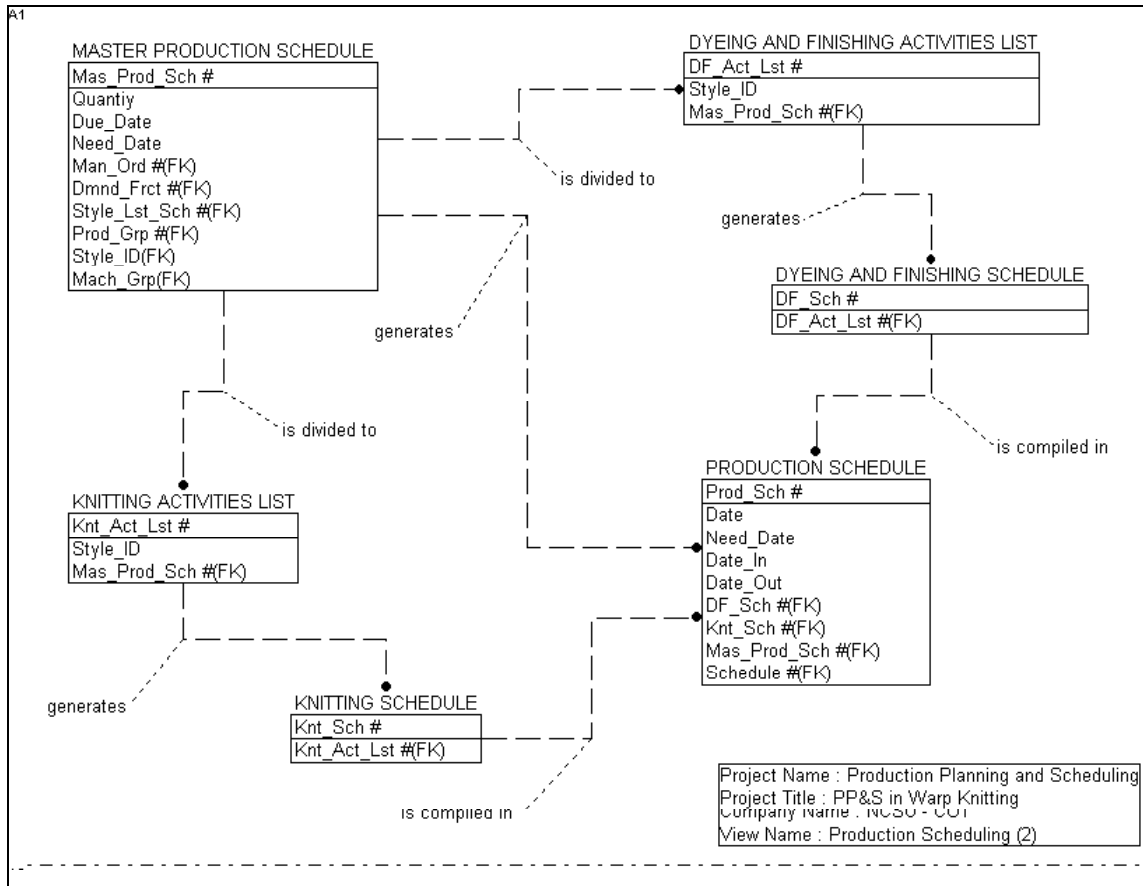 A1
MASTER PRODUCTION SCHEDULE
Mas_Prod_Sch #
Quantiy
Due_Date
Need_Date
Man_Ord #(FK)
Dmnd_Frct #(FK)
Style_Lst_Sch #(FK)
Prod_Grp #(FK)
Style_ID(FK)
Mach_Grp(FK)
DYEING AND FINISHING ACTIVITIES LIST
DF_Act_Lst #
Style_ID
Mas_Prod_Sch #(FK)
is divided to
generates
DYEING AND FINISHING SCHEDULE
DF_Sch #
DF_Act_Lst #(FK)
generates
is divided to
is compiled in
KNITTING ACTIVITIES LIST
Knt_Act_Lst #
Style_ID
Mas_Prod_Sch #(FK)
PRODUCTION SCHEDULE
Prod_Sch #
Date
Need_Date
Date_In
Date_Out
DF_Sch #(FK)
Knt_Sch #(FK)
Mas_Prod_Sch #(FK)
Schedule #(FK)
generates
KNITTING SCHEDULE
Knt_Sch #
Knt_Act_Lst #(FK)
is compiled in
Project Name : Production Planning and Scheduling
Project Title : PP&S in Warp Knitting
Company Name : NCSU - COT
View Name : Production Scheduling (2)